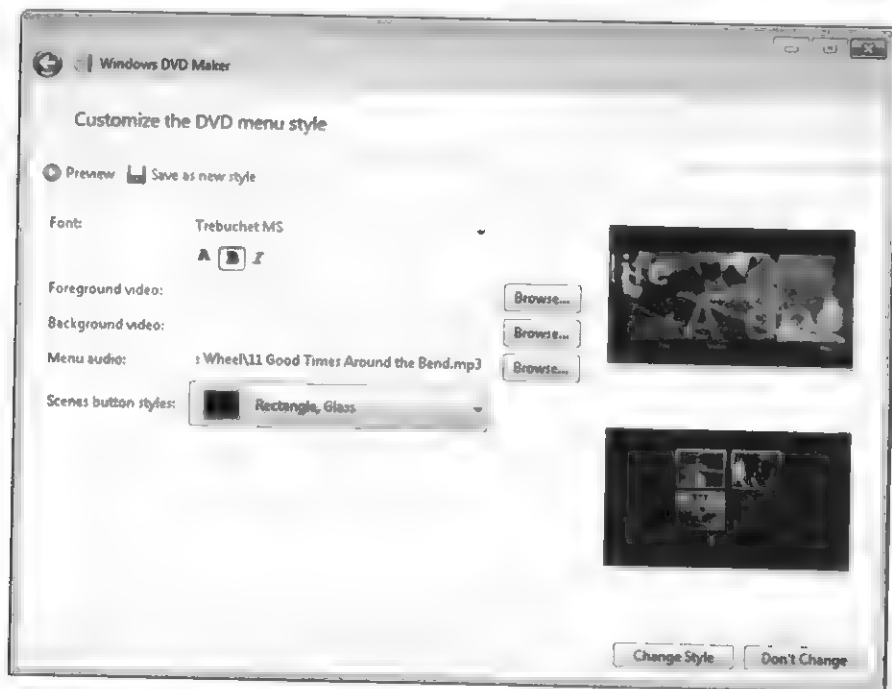 Windows DVD Maker
Customize the DVD menu style
Preview Save as new style
Font: Trebuchet MS
A B I
Foreground video: Browse...
Background video: Browse...
Menu audio: : Wheel\11 Good Times Around the Bend.mp3 Browse...
Scenes button styles: Rectangle, Glass
Change Style Don't Change